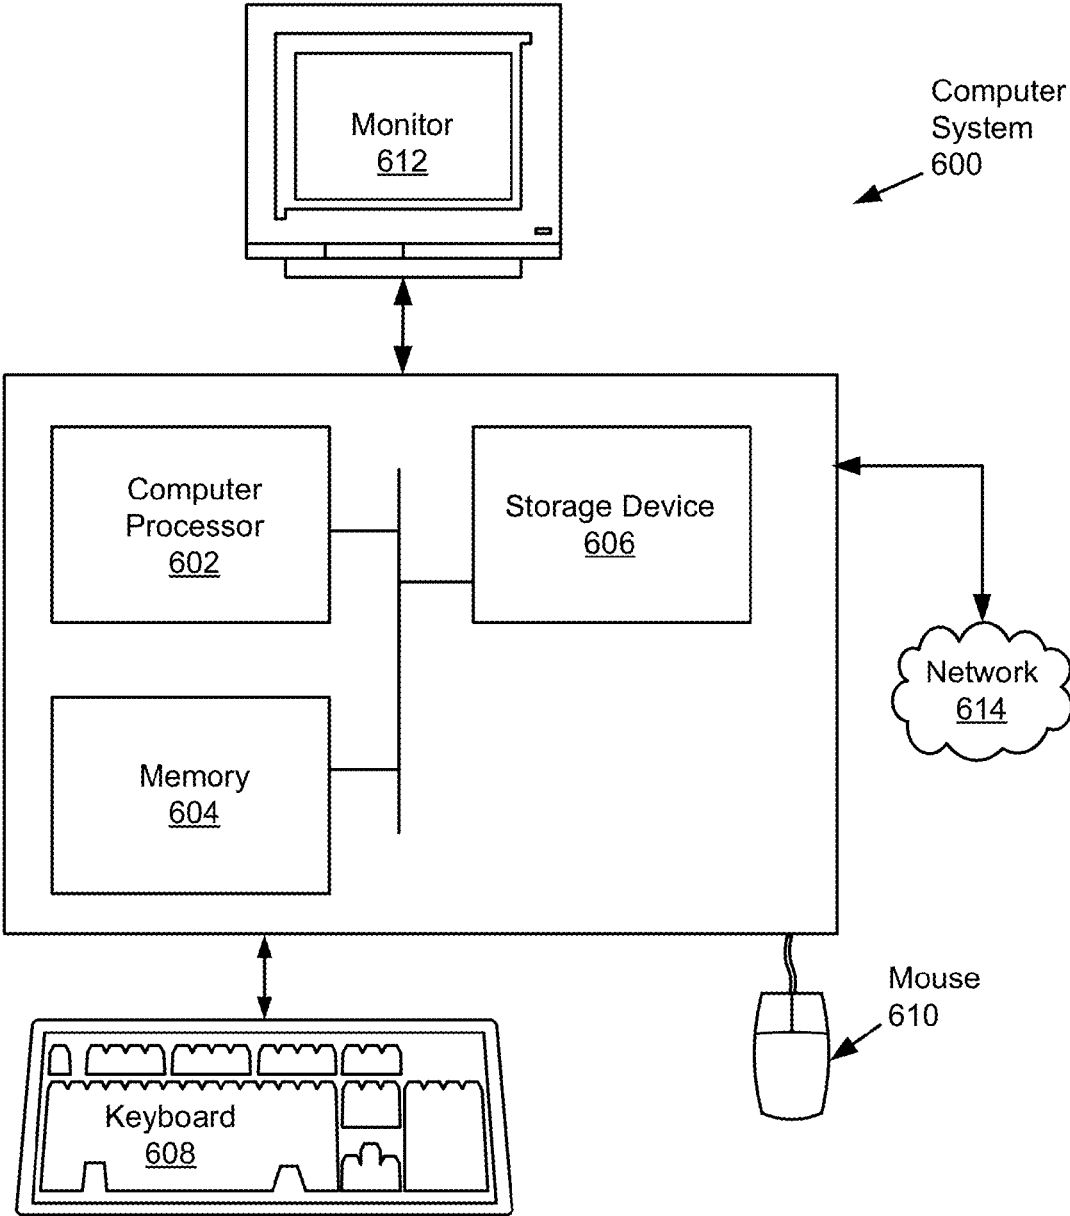 Monitor
612
Computer
System
600
Computer
Processor
602
Storage Device
606
Network
614
Memory
604
Mouse
610
Keyboard
608